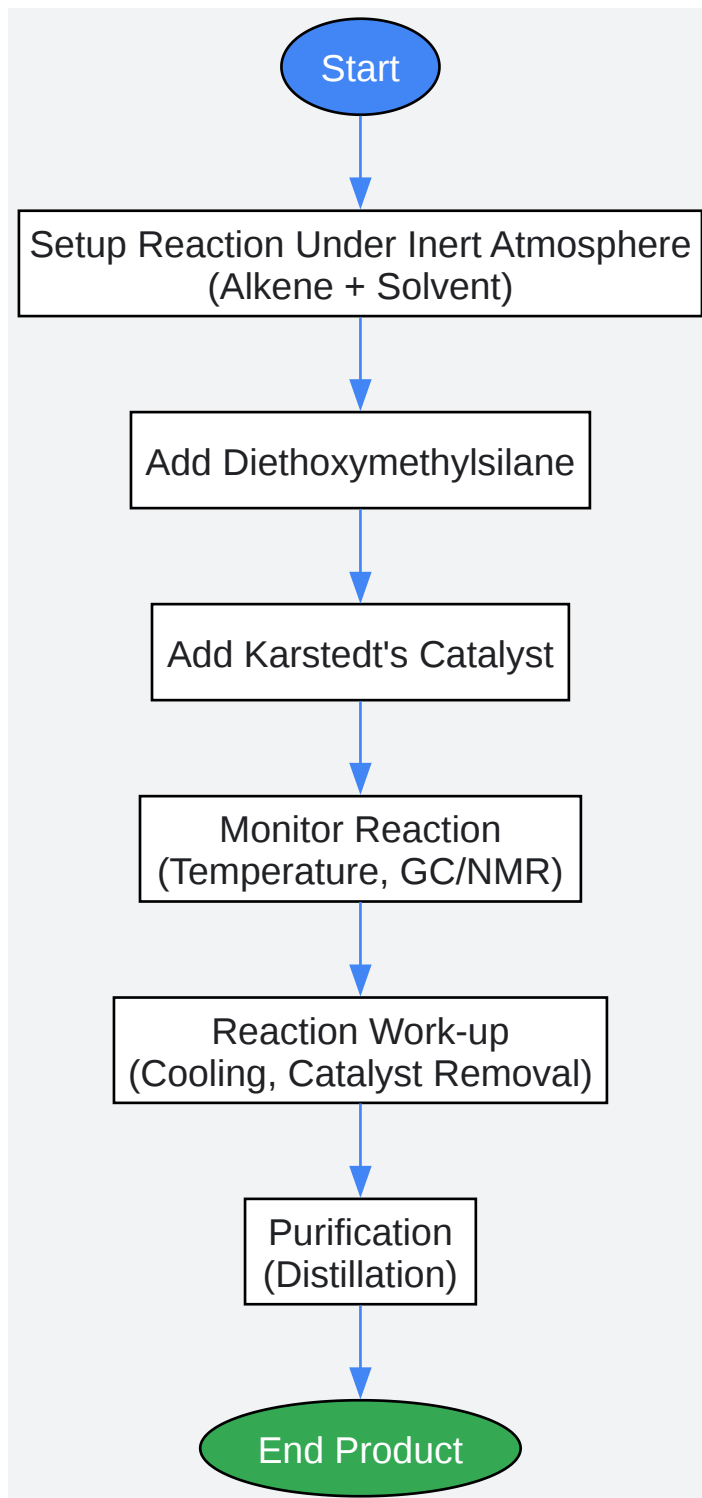 Start
Setup Reaction Under Inert Atmosphere
(Alkene + Solvent)
Add Diethoxymethylsilane
Add Karstedt's Catalyst
Monitor Reaction
(Temperature, GC/NMR)
Reaction Work-up
(Cooling, Catalyst Removal)
Purification
(Distillation)
End Product